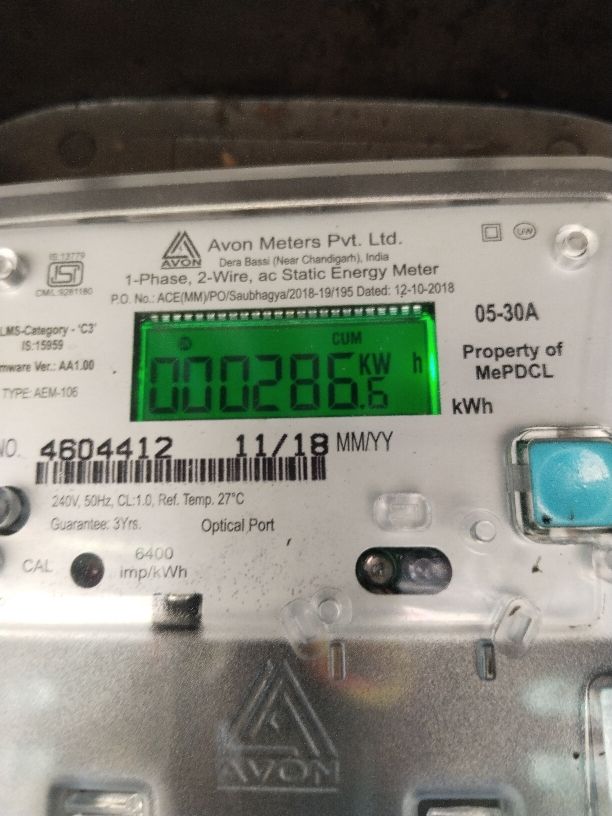 Avon Meters Pvt. Ltd.
AVON
Dera Bassi (Near Chandigarh), India
IS:13779
ISI
CM/L:9281180
1-Phase, 2-Wire, ac Static Energy Meter
P.O. No.: ACE(MM)/PO/Saubhagya/2018-19/195 Dated: 12-10-2018
LMS-Category - 'C3'
IS:15959
mware Ver.: AA1.00
TYPE: AEM-106
CUM
000286.6 KW h
05-30A
Property of
MePDCL
kWh
NO. 4604412 11/18 MM/YY
240V, 50Hz, CL:1.0, Ref. Temp. 27°C
Guarantee: 3Yrs. Optical Port
CAL 6400
imp/kWh
AVON